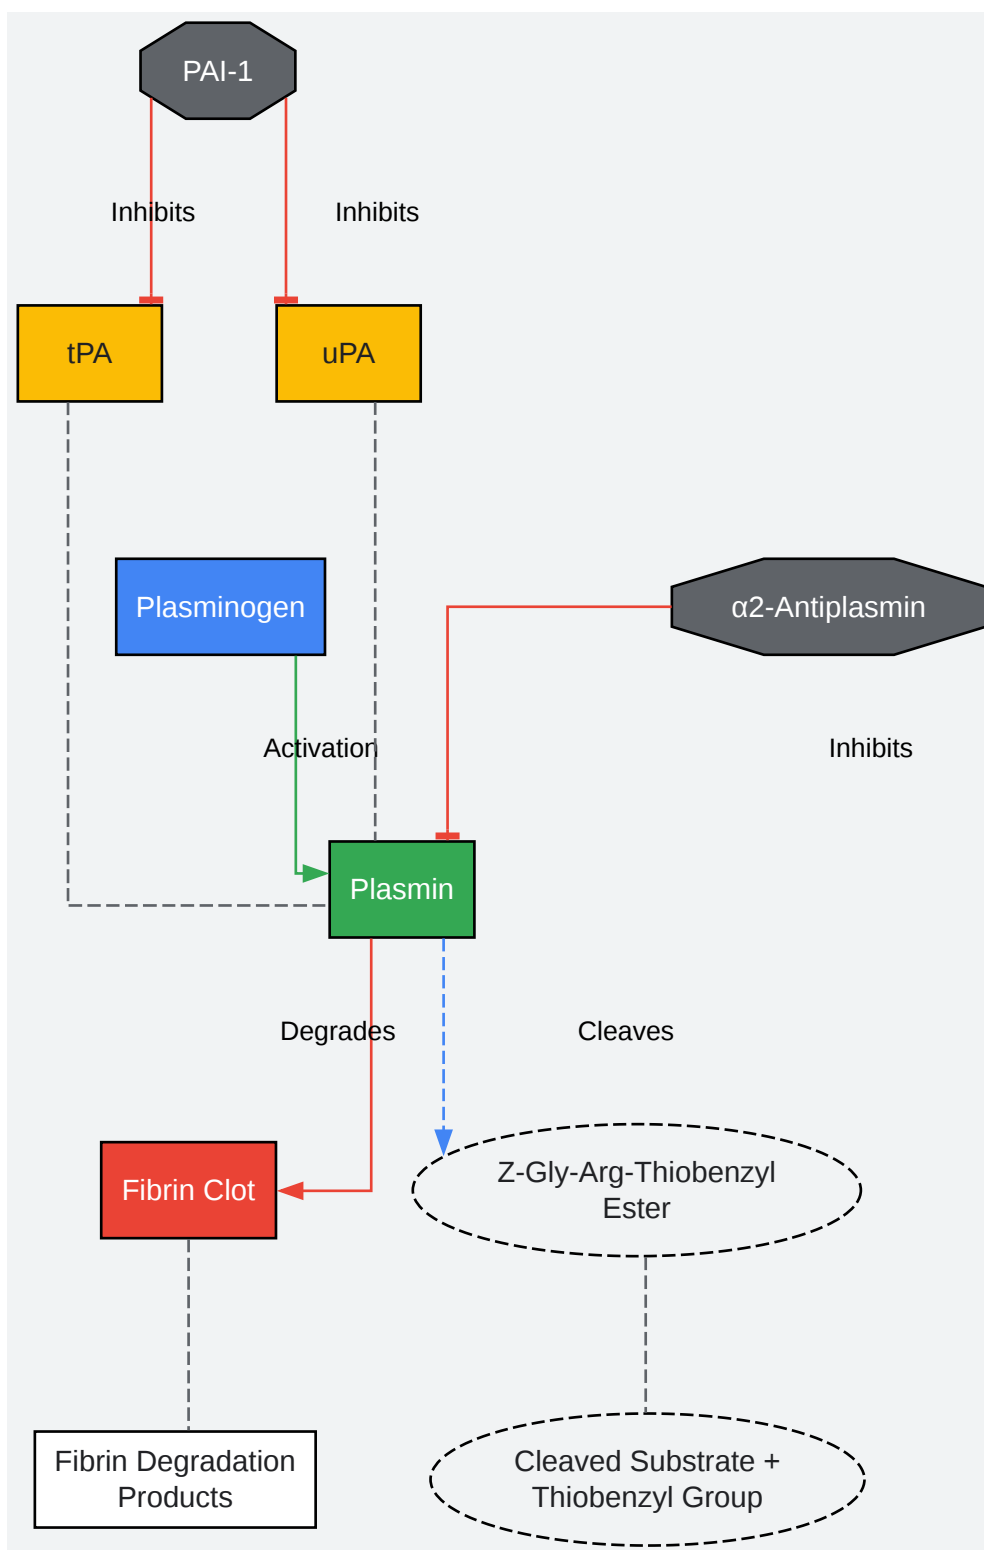 PAI-1
Inhibits
Inhibits
tPA
uPA
Plasminogen
α2-Antiplasmin
Activation
Inhibits
Plasmin
Degrades
Cleaves
Fibrin Clot
Z-Gly-Arg-Thiobenzyl
Ester
Fibrin Degradation
Products
Cleaved Substrate +
Thiobenzyl Group